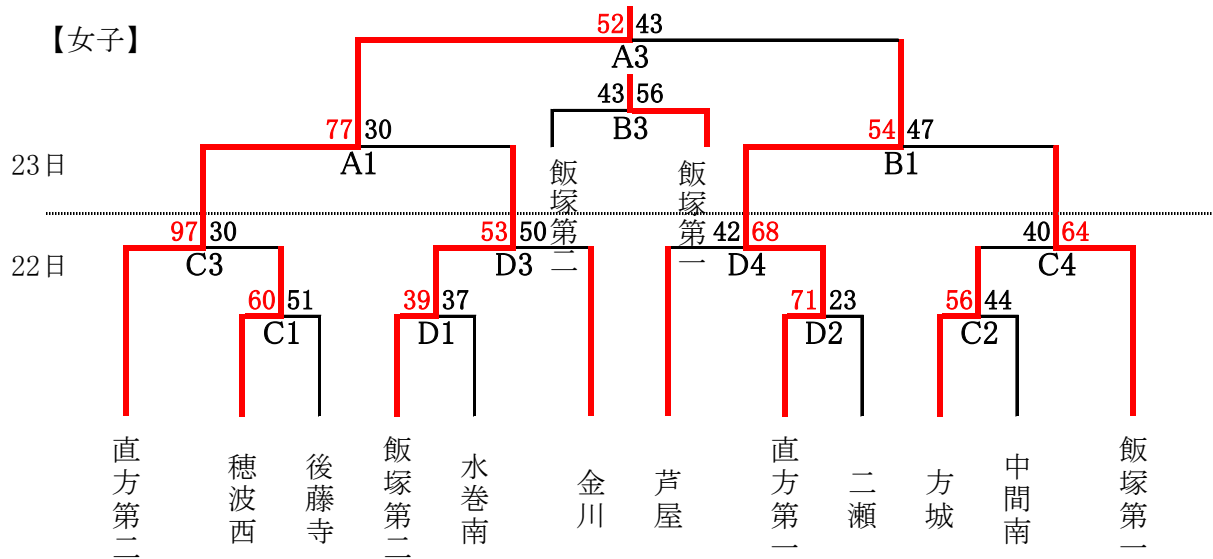 【女子】
52 43
A3
43 56
B3
飯塚第二
飯塚第一
77 30
A1
54 47
B1
23日
97 30
C3
53 50
D3
42 68
D4
40 64
C4
22日
60 51
C1
39 37
D1
71 23
D2
56 44
C2
直方第二
穂波西
後藤寺
飯塚第二
水巻南
金川
芦屋
直方第一
二瀬
方城
中間南
飯塚第一